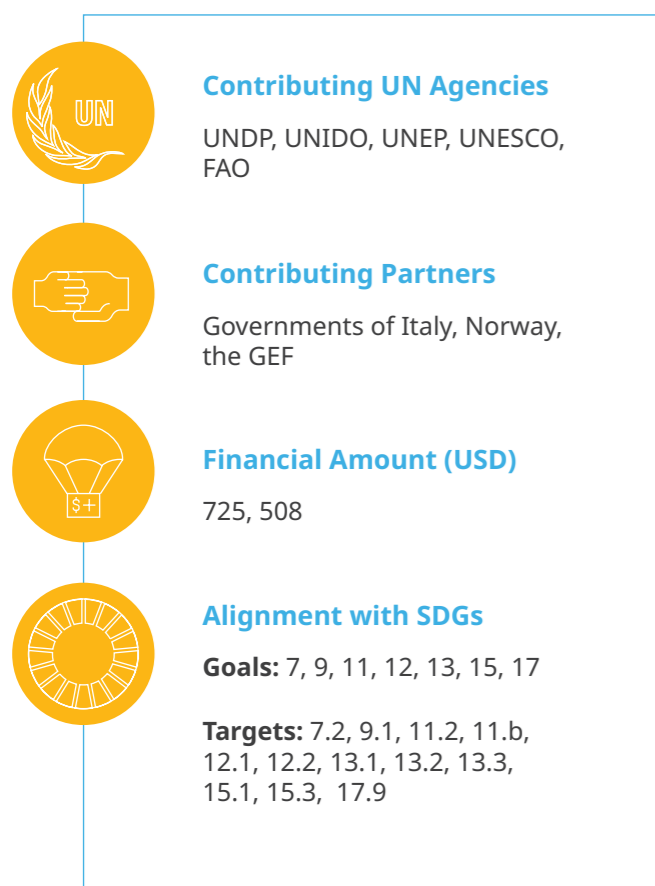 UN
Contributing UN Agencies
UNDP, UNIDO, UNEP, UNESCO,
FAO
Contributing Partners
Governments of Italy, Norway,
the GEF
$+
Financial Amount (USD)
725, 508
Alignment with SDGs
Goals: 7, 9, 11, 12, 13, 15, 17
Targets: 7.2, 9.1, 11.2, 11.b,
12.1, 12.2, 13.1, 13.2, 13.3,
15.1, 15.3,  17.9